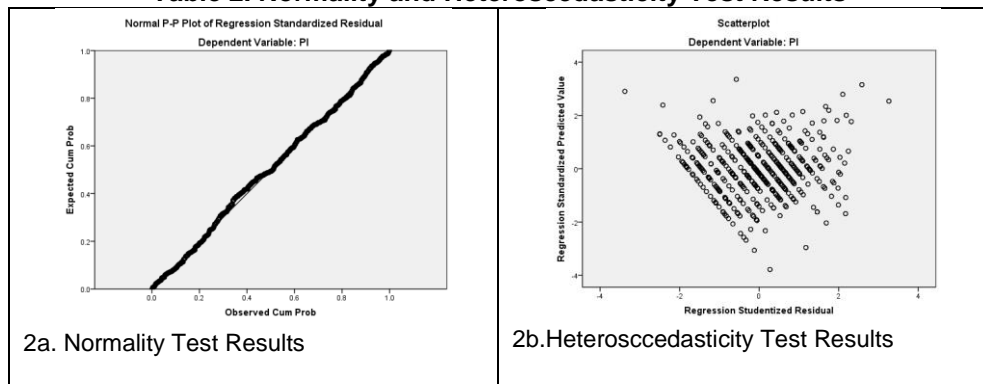 Table 2. Normality and Heteroscedasticity Test Results
Normal P-P Plot of Regression Standardized Residual
Dependent Variable: PI
Expected Cum Prob
1.0
0.8
0.6
0.4
0.2
0.0
0.0 0.2 0.4 0.6 0.8 1.0
Observed Cum Prob
2a. Normality Test Results
Scatterplot
Dependent Variable: PI
Regression Standardized Predicted Value
4
2
0
-2
-4
-4 -2 0 2 4
Regression Studentized Residual
2b.Heterosccedasticity Test Results